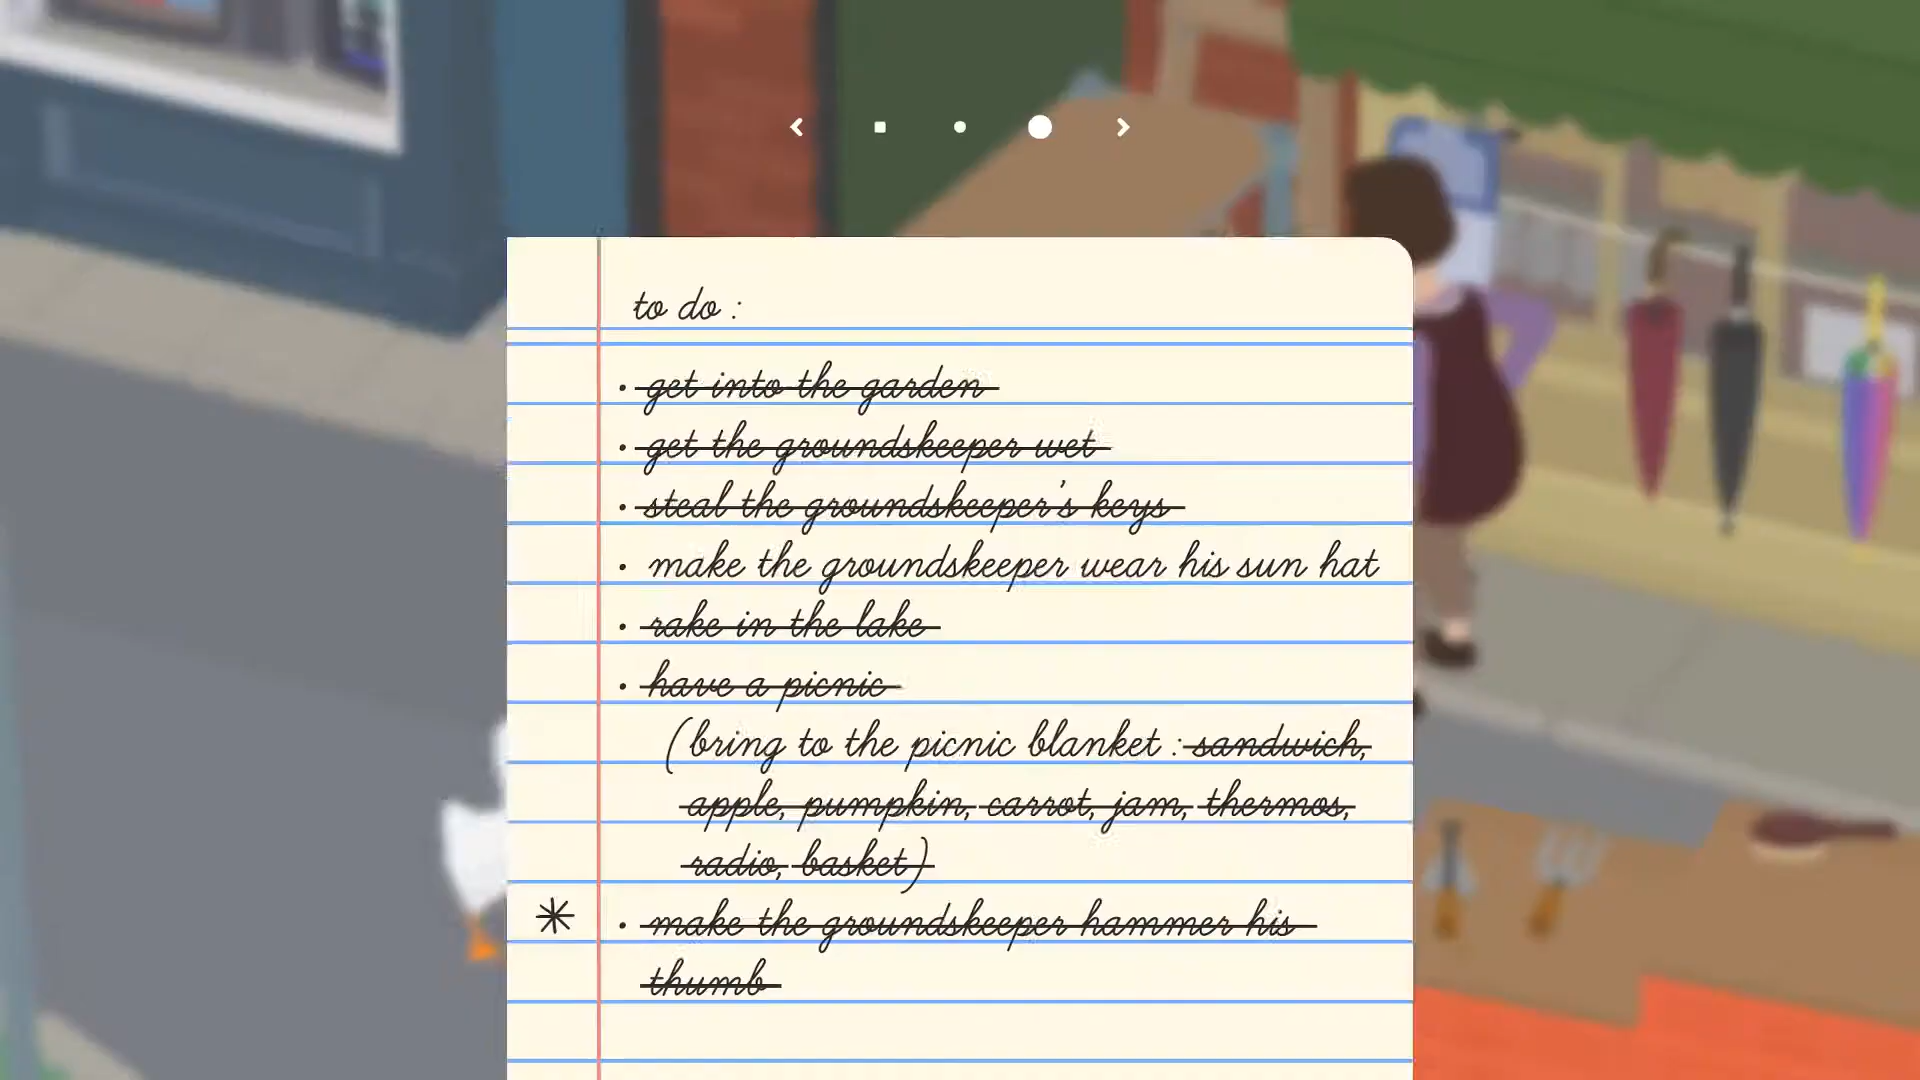 to do :
• get into the garden
• get the groundskeeper wet
• steal the groundskeeper's keys
• make the groundskeeper wear his sun hat
• rake in the lake
• have a picnic
(bring to the picnic blanket : sandwich,
apple, pumpkin, carrot, jam, thermos,
radio, basket)
• make the groundskeeper hammer his
thumb